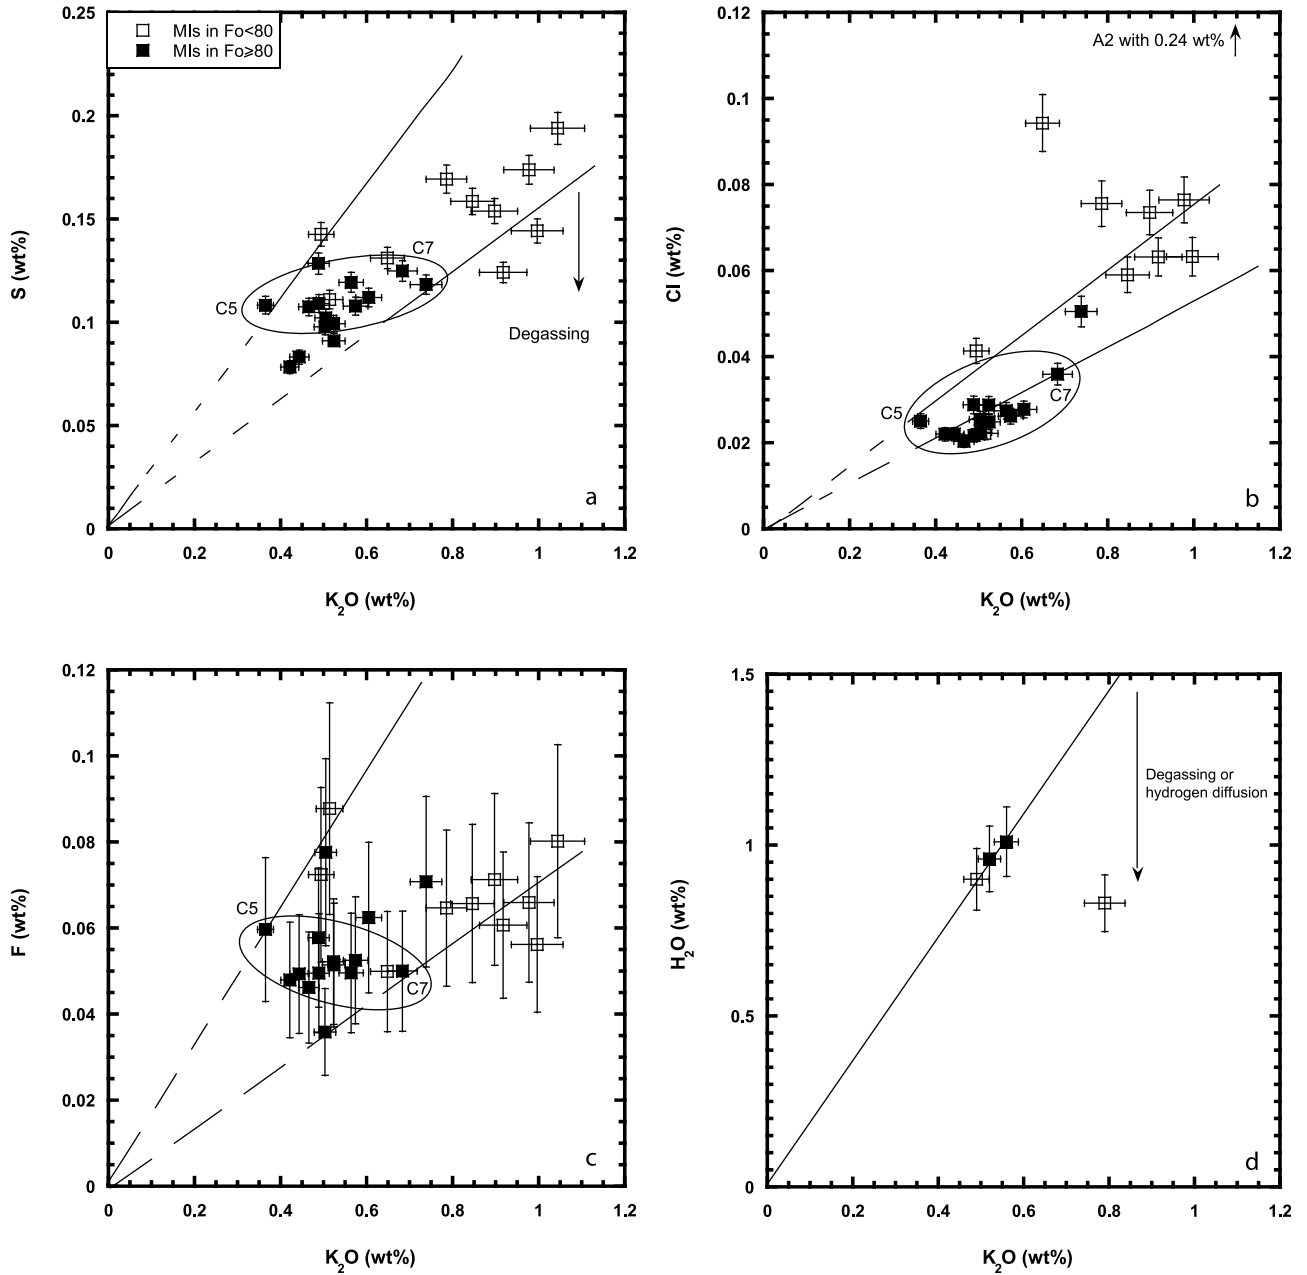 MIs in Fo<80
MIs in Fo⩾80
0.25
0.2
0.15
0.1
0.05
0
S (wt%)
C5
C7
Degassing
a
0 0.2 0.4 0.6 0.8 1 1.2
K2O (wt%)
0.12
0.1
0.08
0.06
0.04
0.02
0
Cl (wt%)
A2 with 0.24 wt%
C5
C7
b
0 0.2 0.4 0.6 0.8 1 1.2
K2O (wt%)
0.12
0.1
0.08
0.06
0.04
0.02
0
F (wt%)
C5
C7
c
0 0.2 0.4 0.6 0.8 1 1.2
K2O (wt%)
1.5
1
0.5
0
H2O (wt%)
Degassing or
hydrogen diffusion
d
0 0.2 0.4 0.6 0.8 1 1.2
K2O (wt%)